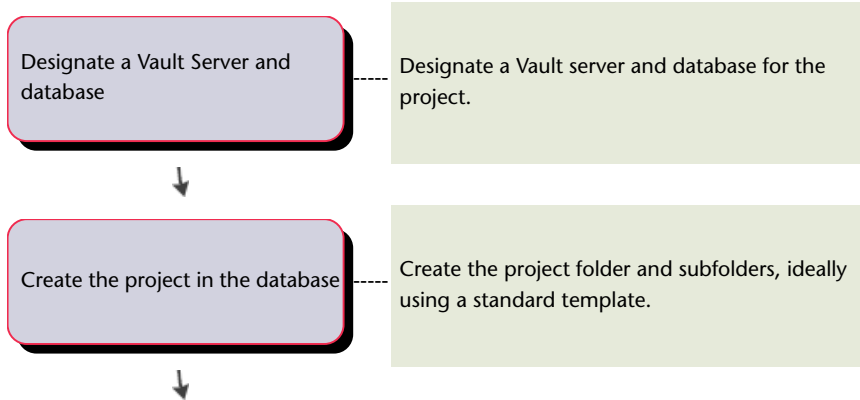 Designate a Vault Server and
database
Designate a Vault server and database for the
project.
Create the project in the database
Create the project folder and subfolders, ideally
using a standard template.